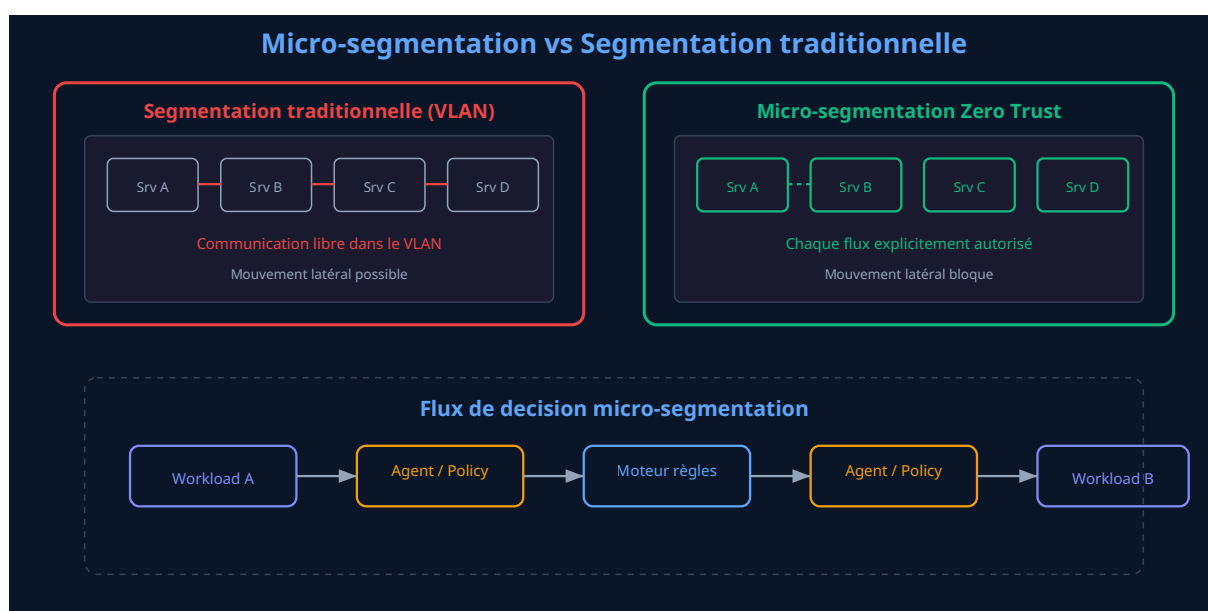 Micro-segmentation vs Segmentation traditionnelle
Segmentation traditionnelle (VLAN)
Srv A
Srv B
Srv C
Srv D
Communication libre dans le VLAN
Mouvement latéral possible
Micro-segmentation Zero Trust
Srv A
Srv B
Srv C
Srv D
Chaque flux explicitement autorisé
Mouvement latéral bloque
Flux de decision micro-segmentation
Workload A
Agent / Policy
Moteur règles
Agent / Policy
Workload B